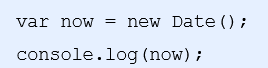 var now = new Date();
console.log(now);